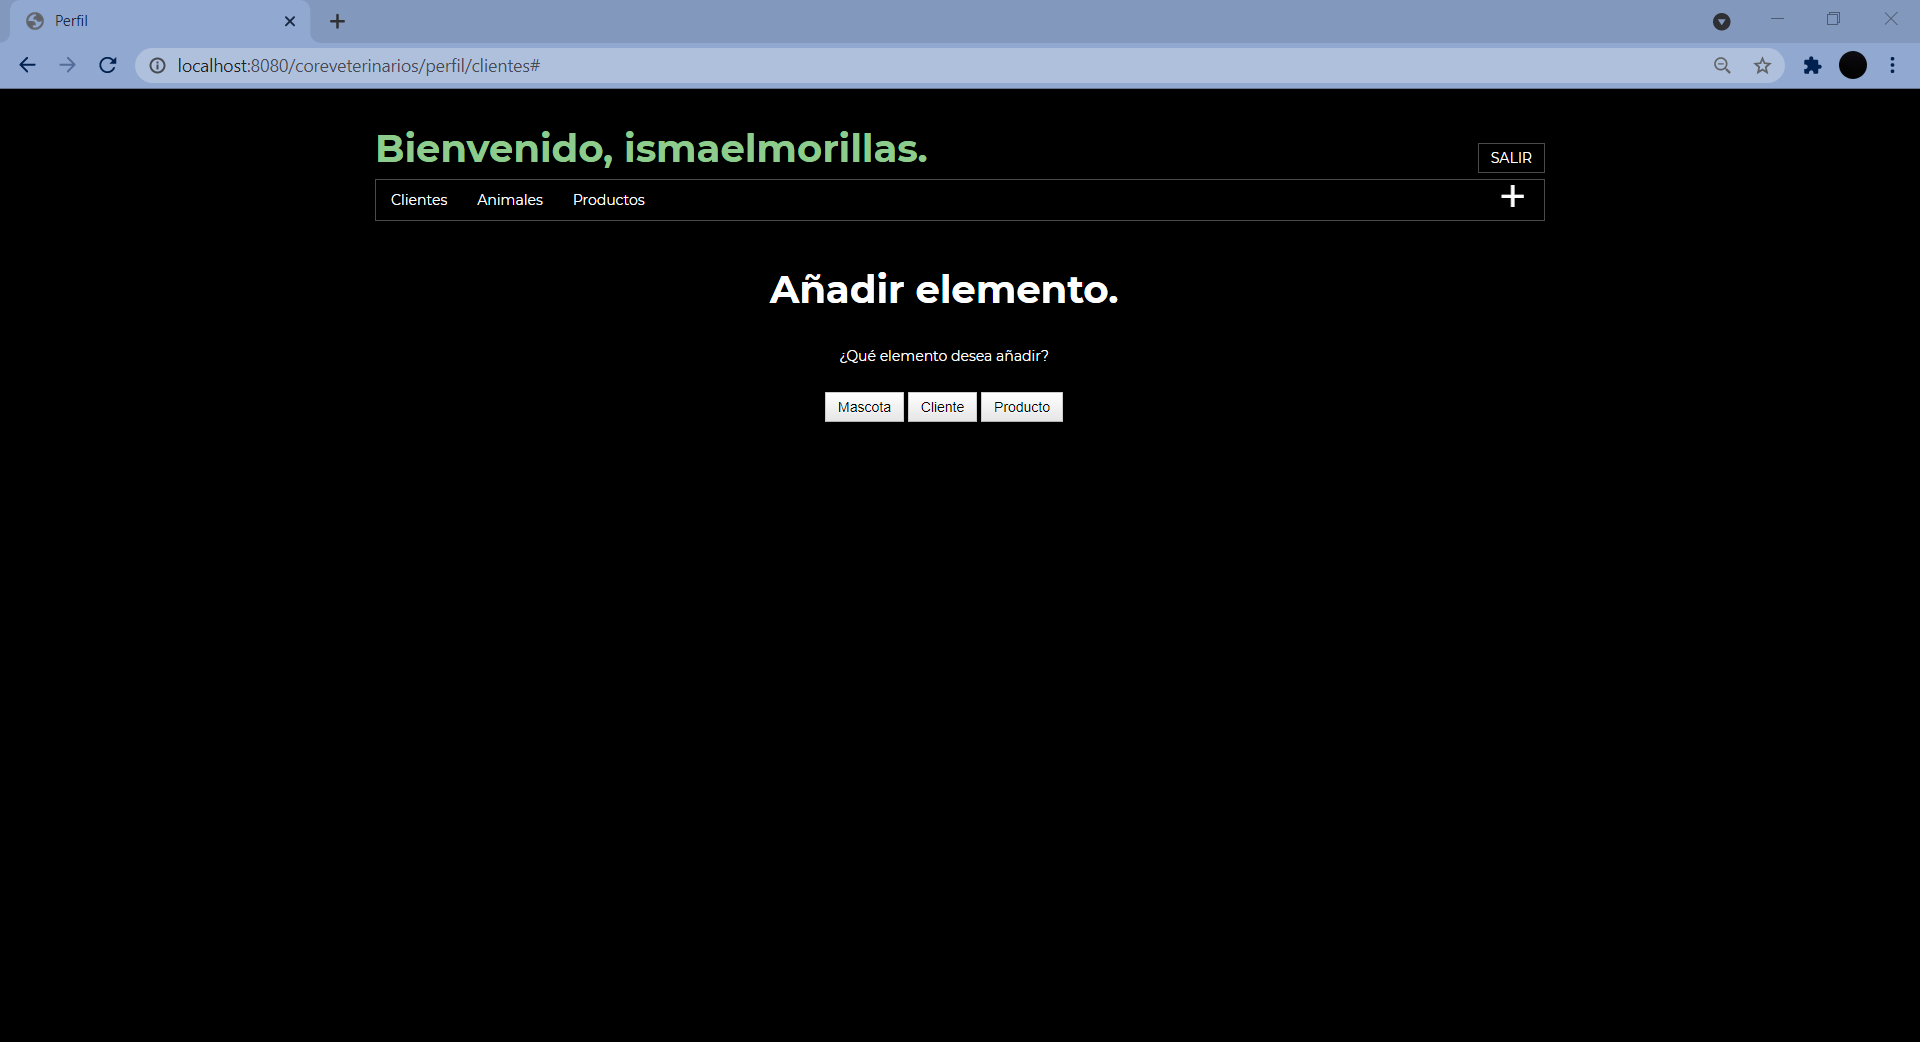 Perfil
localhost:8080/coreveterinarios/perfil/clientes#
Bienvenido, ismaelmorillas.
SALIR
Clientes Animales Productos
Añadir elemento.
¿Qué elemento desea añadir?
Mascota Cliente Producto